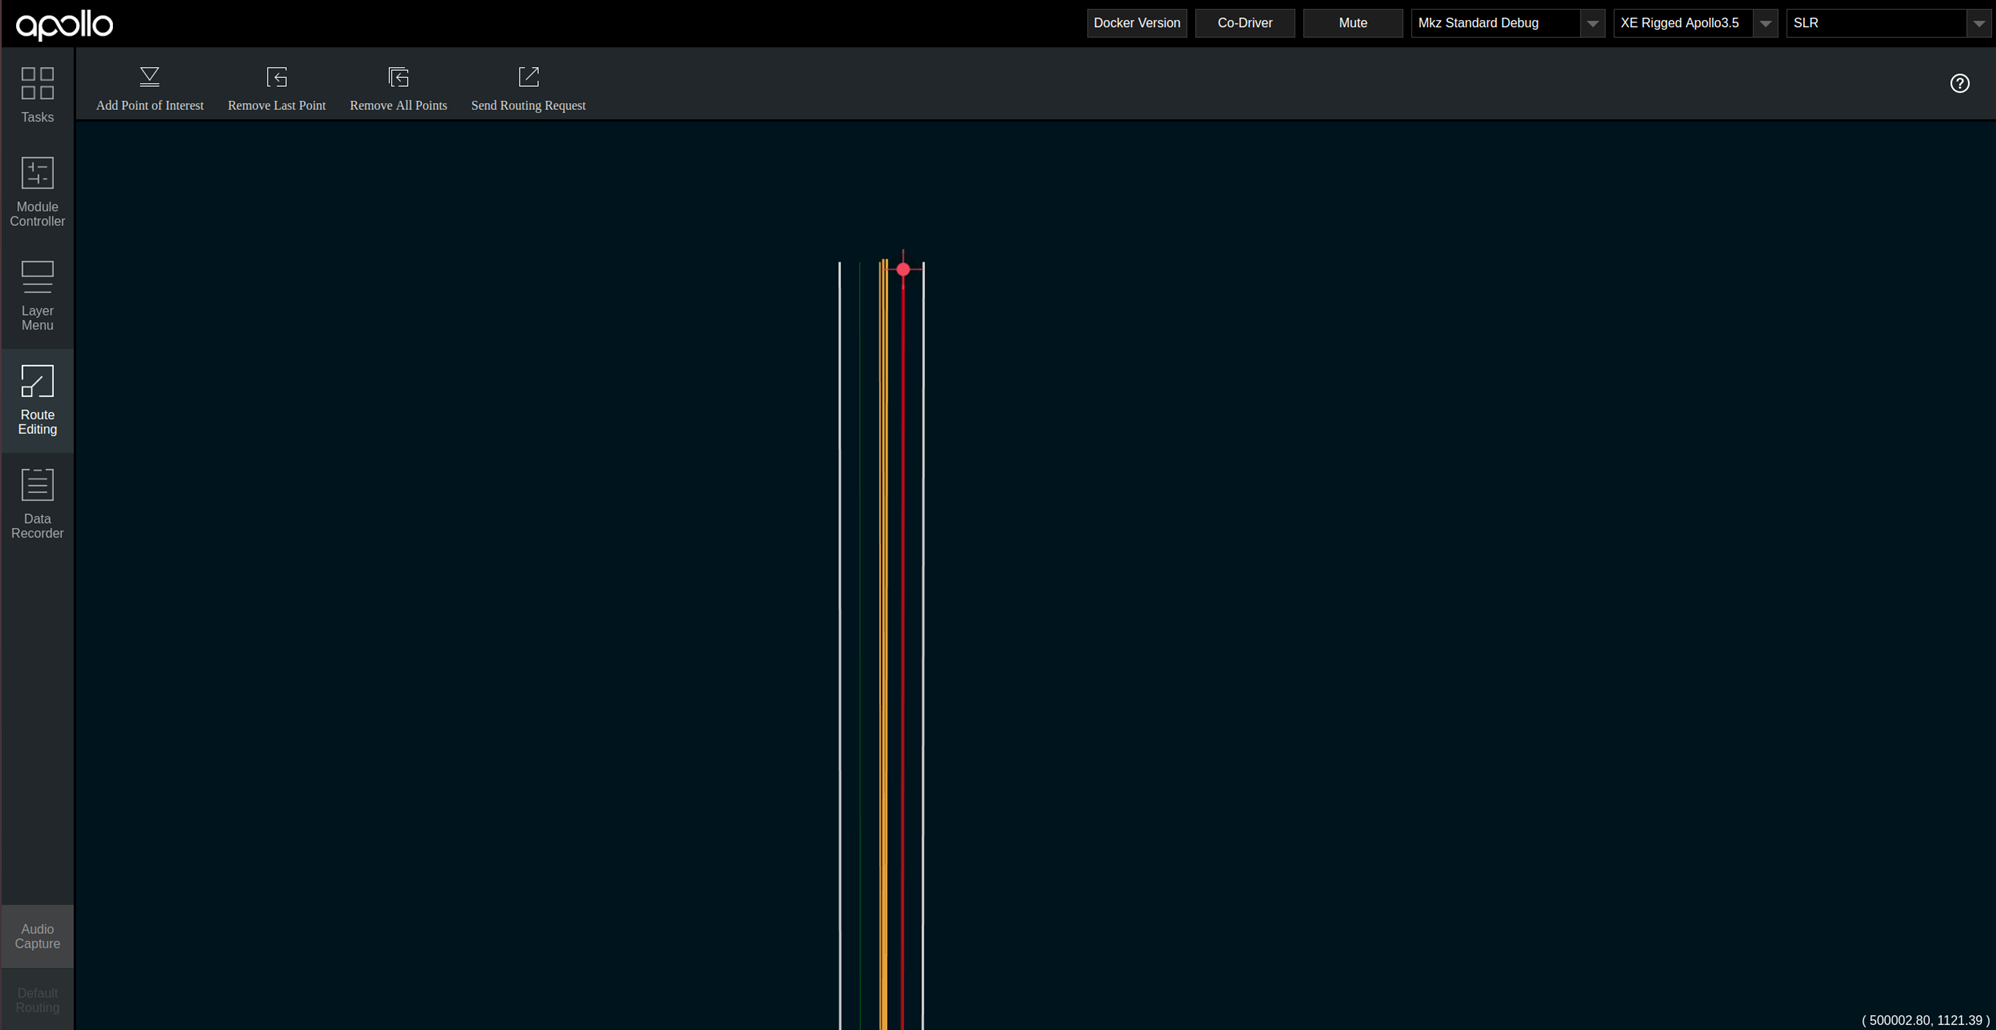 apollo
Docker Version
Co-Driver
Mute
Mkz Standard Debug
XE Rigged Apollo3.5
SLR
Add Point of Interest
Remove Last Point
Remove All Points
Send Routing Request
?
Tasks
Module
Controller
Layer
Menu
Route
Editing
Data
Recorder
Audio
Capture
Default
Routing
( 500002.80, 1121.39 )